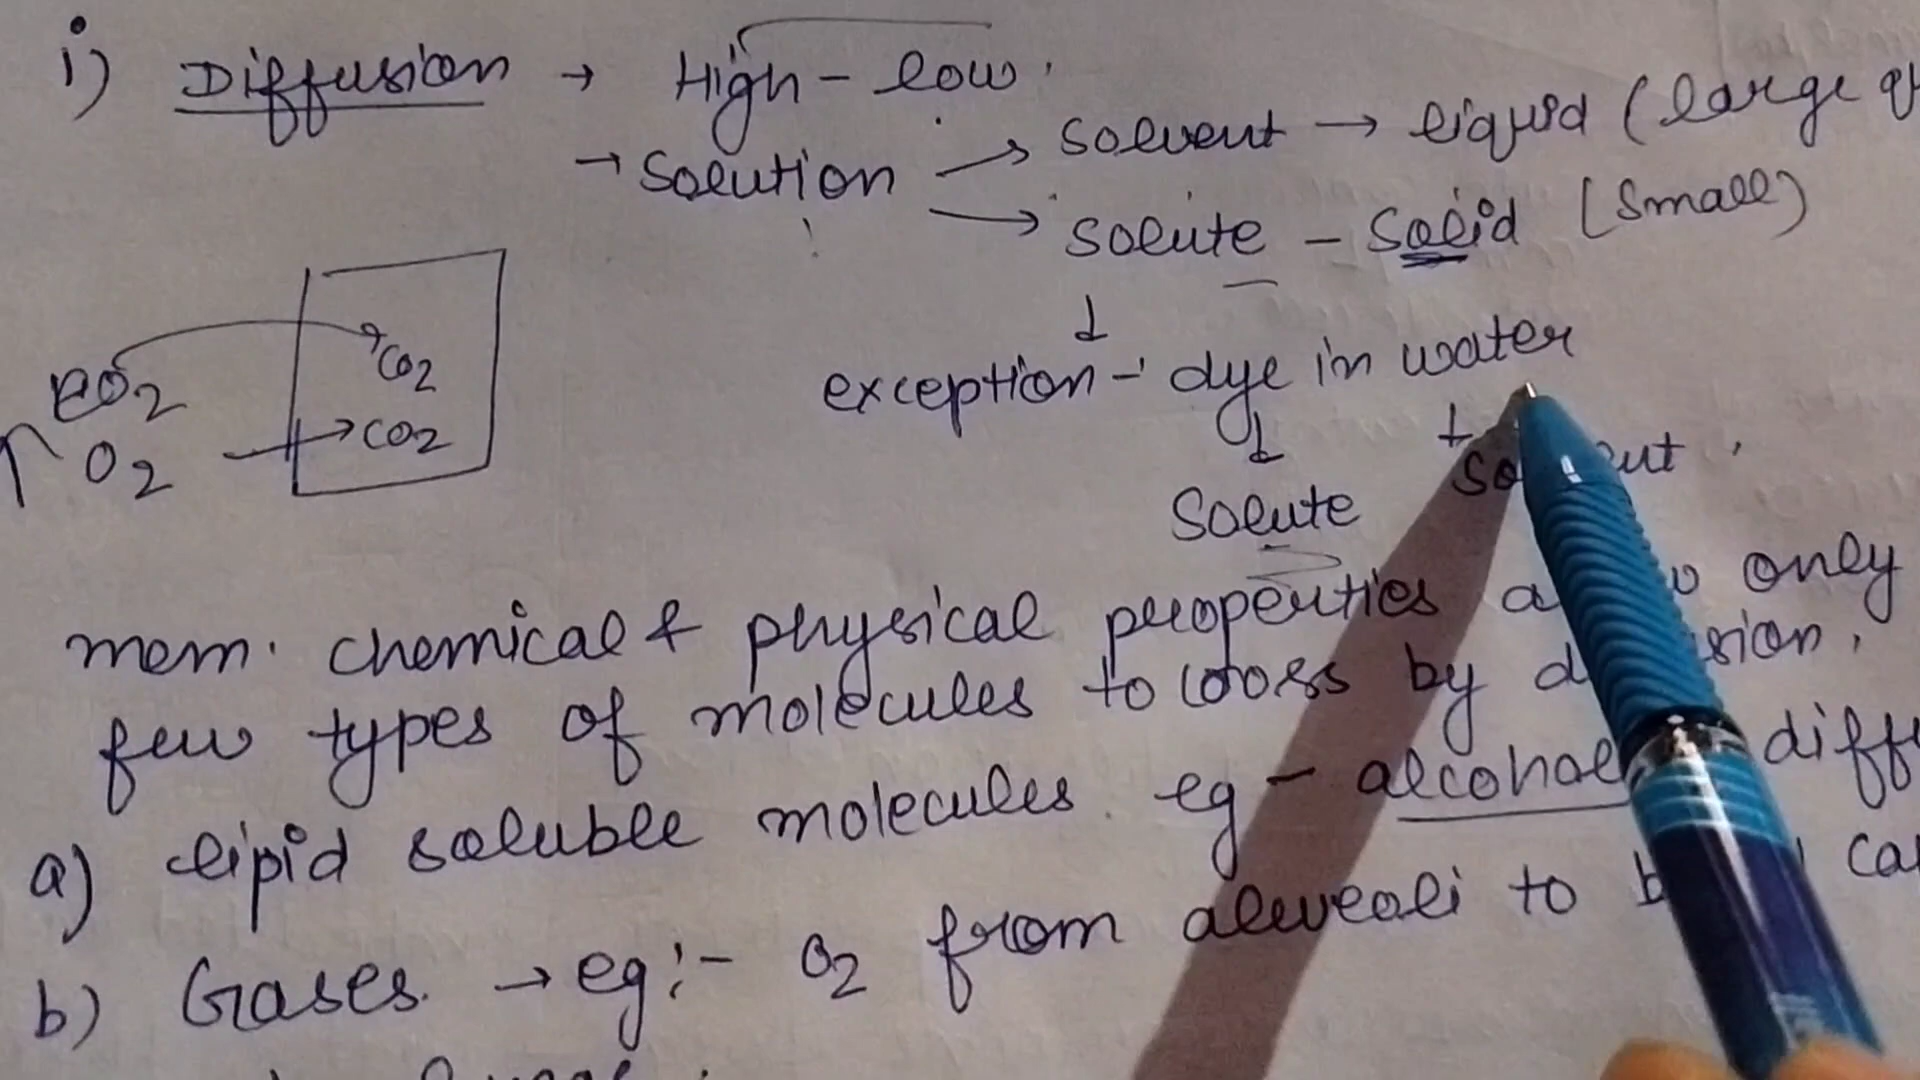 i) Diffusion → High - low.
→ Solution → solvent → liquid (large
→ solute - solid (small)
↓
exception - dye in water
↓ ↓
Solute
CO2 → CO2
↑ O2 → CO2
mem. chemical & physical properties only
few types of molecules to cross by
a) lipid soluble molecules eg - alcohol
b) Gases. → eg:- O2 from alveoli to